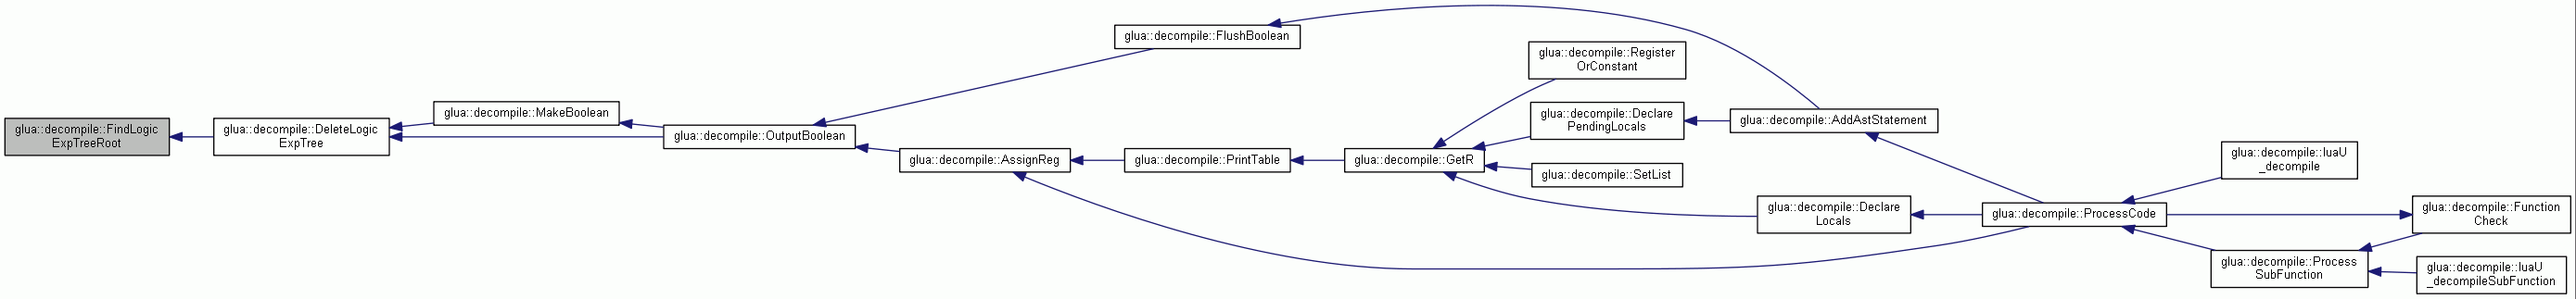 glua::decompile::FindLogic
ExpTreeRoot
glua::decompile::DeleteLogic
ExpTree
glua::decompile::MakeBoolean
glua::decompile::OutputBoolean
glua::decompile::FlushBoolean
glua::decompile::AssignReg
glua::decompile::PrintTable
glua::decompile::GetR
glua::decompile::Register
OrConstant
glua::decompile::Declare
PendingLocals
glua::decompile::SetList
glua::decompile::AddAstStatement
glua::decompile::Declare
Locals
glua::decompile::ProcessCode
glua::decompile::luaU
_decompile
glua::decompile::Function
Check
glua::decompile::Process
SubFunction
glua::decompile::luaU
_decompileSubFunction